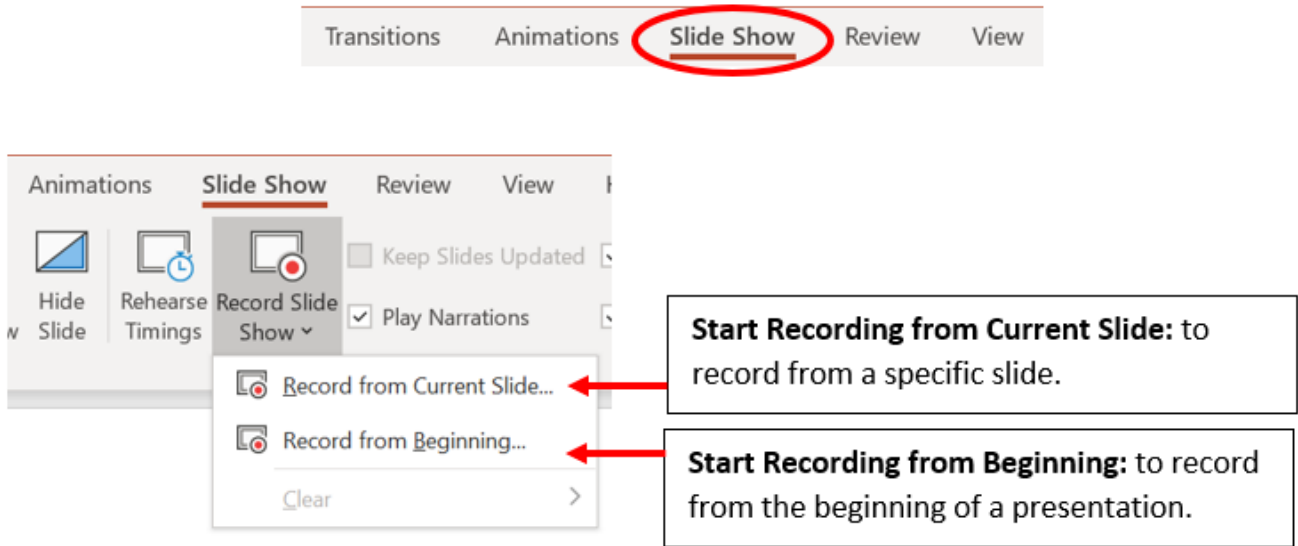 Transitions Animations Slide Show Review View
Animations Slide Show Review View
Keep Slides Updated
Hide Slide
Rehearse Timings
Record Slide Show
Play Narrations
Record from Current Slide...
Record from Beginning...
Clear
Start Recording from Current Slide: to
record from a specific slide.
Start Recording from Beginning: to record
from the beginning of a presentation.